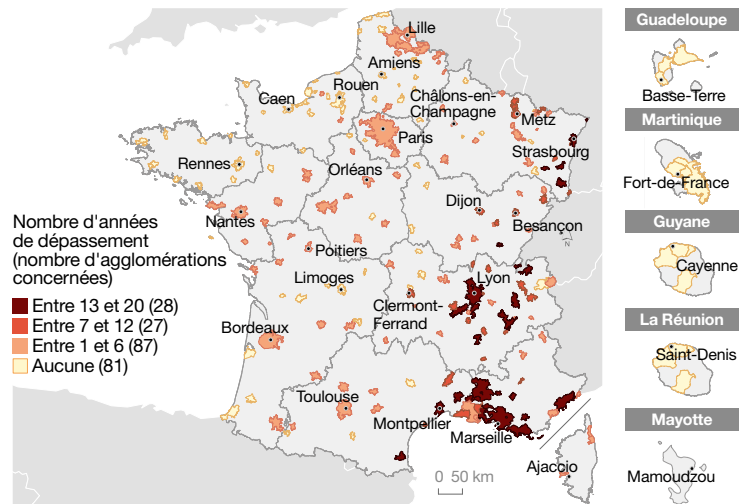 Lille
Amiens
Rouen
Caen
Châlons-en-
Champagne
Metz
Paris
Strasbourg
Rennes
Orléans
Dijon
Nantes
Besançon
Poitiers
Limoges
Lyon
Clermont-
Ferrand
Bordeaux
Toulouse
Montpellier
Marseille
Ajaccio
Nombre d'années
de dépassement
(nombre d'agglomérations
concernées)
Entre 13 et 20 (28)
Entre 7 et 12 (27)
Entre 1 et 6 (87)
Aucune (81)
0 50 km
Guadeloupe
Basse-Terre
Martinique
Fort-de-France
Guyane
Cayenne
La Réunion
Saint-Denis
Mayotte
Mamoudzou